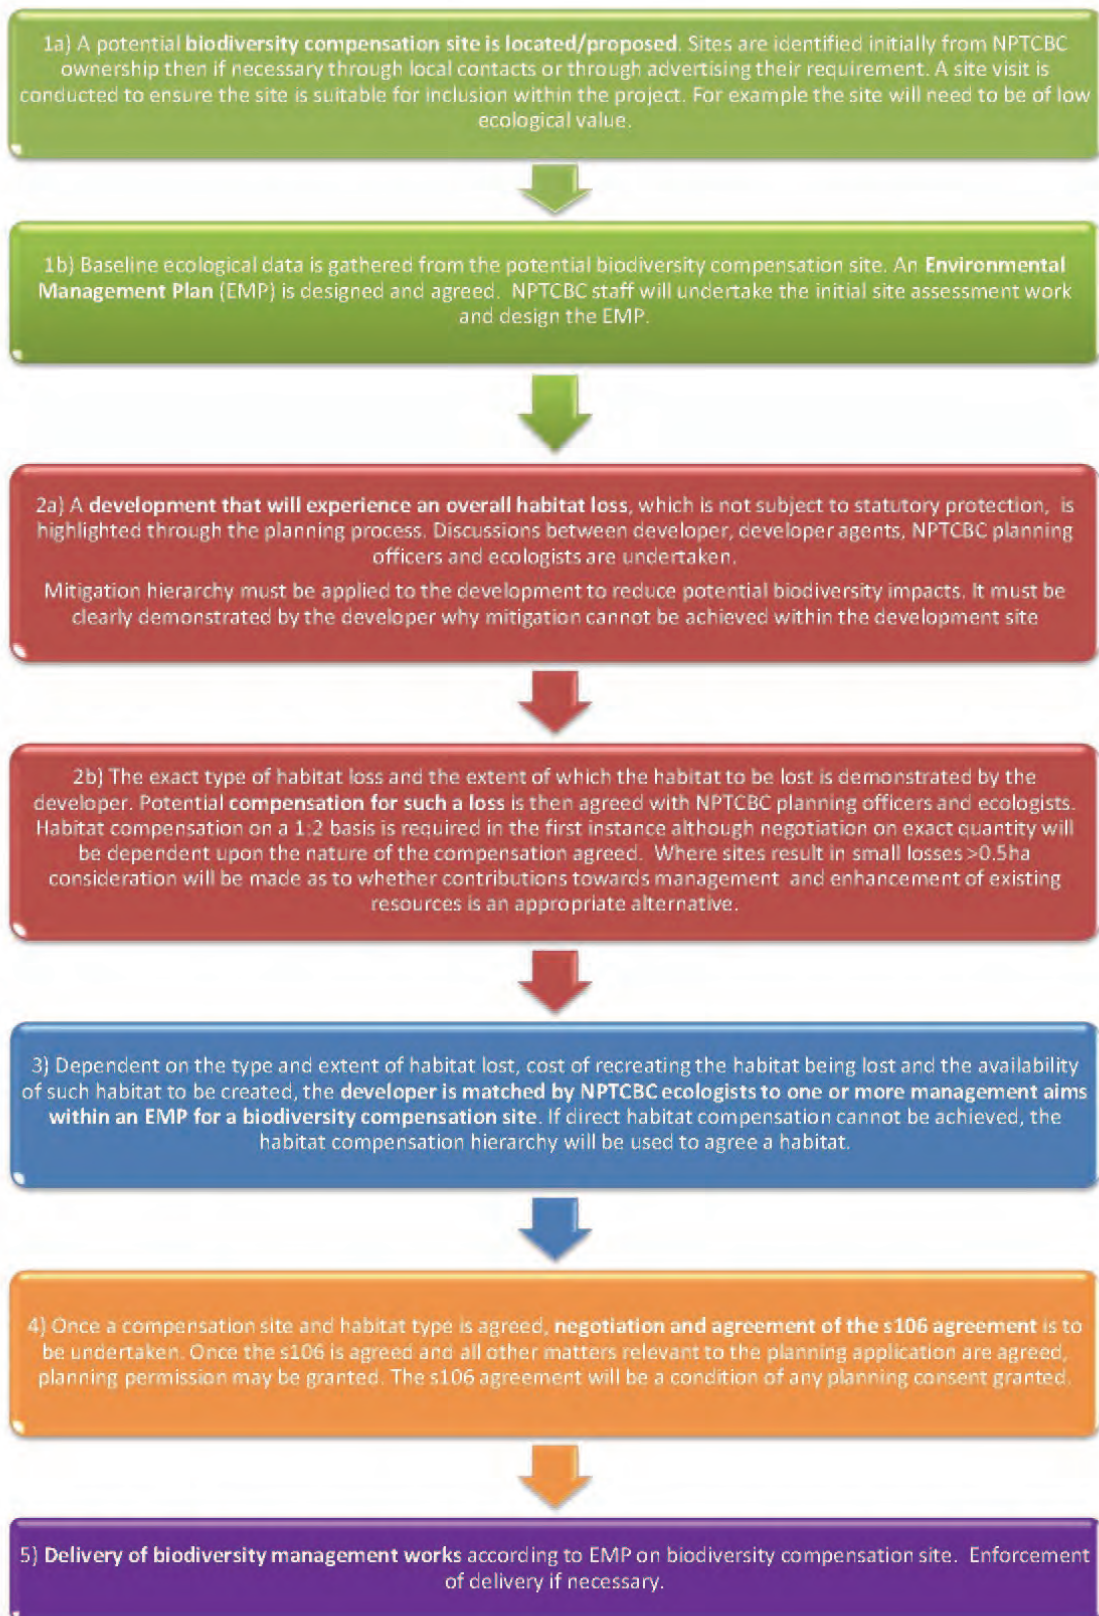 1a) A potential biodiversity compensation site is located/proposed. Sites are identified initially from NPTCBC
ownership then if necessary through local contacts or through advertising their requirement. A site visit is
conducted to ensure the site is suitable for inclusion within the project. For example the site will need to be of low
ecological value.
1b) Baseline ecological data is gathered from the potential biodiversity compensation site. An Environmental
Management Plan (EMP) is designed and agreed. NPTCBC staff will undertake the initial site assessment work
and design the EMP.
2a) A development that will experience an overall habitat loss, which is not subject to statutory protection, is
highlighted through the planning process. Discussions between developer, developer agents, NPTCBC planning
officers and ecologists are undertaken.
Mitigation hierarchy must be applied to the development to reduce potential biodiversity impacts. It must be
clearly demonstrated by the developer why mitigation cannot be achieved within the development site
2b) The exact type of habitat loss and the extent of which the habitat to be lost is demonstrated by the
developer. Potential compensation for such a loss is then agreed with NPTCBC planning officers and ecologists.
Habitat compensation on a 1:2 basis is required in the first instance although negotiation on exact quantity will
be dependent upon the nature of the compensation agreed. Where sites result in small losses >0.5ha
consideration will be made as to whether contributions towards management and enhancement of existing
resources is an appropriate alternative.
3) Dependent on the type and extent of habitat lost, cost of recreating the habitat being lost and the availability
of such habitat to be created, the developer is matched by NPTCBC ecologists to one or more management aims
within an EMP for a biodiversity compensation site. If direct habitat compensation cannot be achieved, the
habitat compensation hierarchy will be used to agree a habitat.
4) Once a compensation site and habitat type is agreed, negotiation and agreement of the s106 agreement is to
be undertaken. Once the s106 is agreed and all other matters relevant to the planning application are agreed,
planning permission may be granted. The s106 agreement will be a condition of any planning consent granted.
5) Delivery of biodiversity management works according to EMP on biodiversity compensation site. Enforcement
of delivery if necessary.